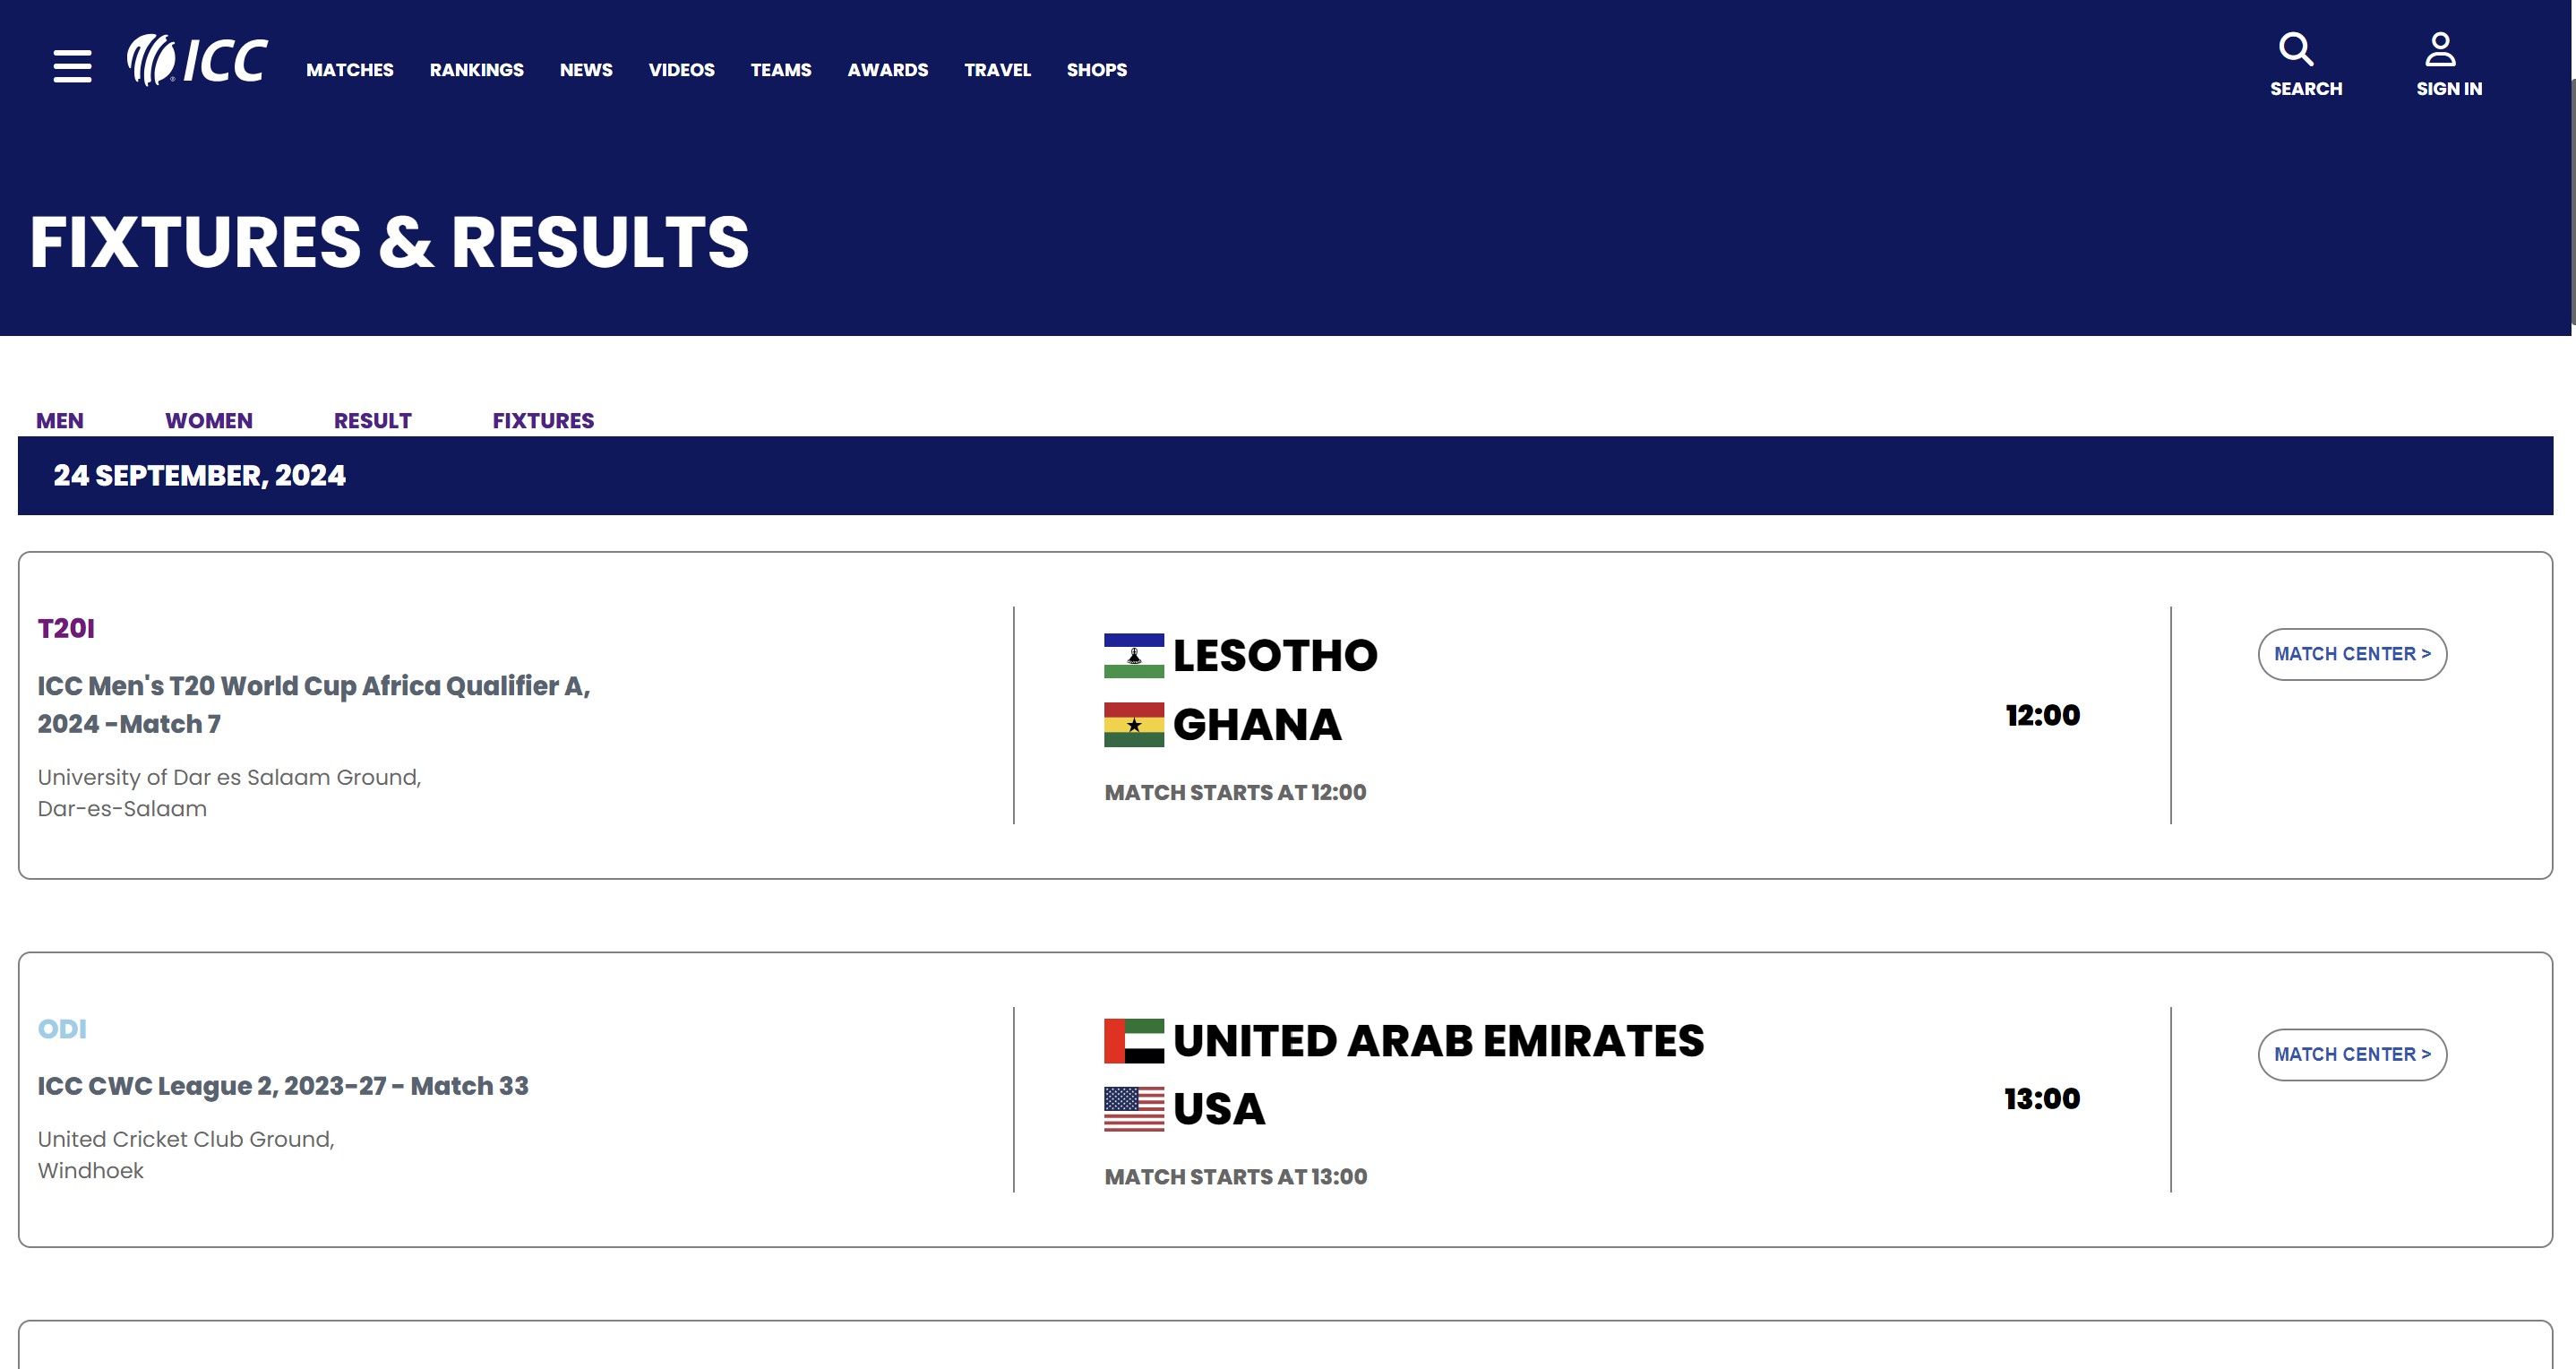 ICC MATCHES RANKINGS NEWS VIDEOS TEAMS AWARDS TRAVEL SHOPS
SEARCH SIGN IN
FIXTURES & RESULTS
MEN WOMEN RESULT FIXTURES
24 SEPTEMBER, 2024
T20I
ICC Men's T20 World Cup Africa Qualifier A,
2024 -Match 7
University of Dar es Salaam Ground,
Dar-es-Salaam
LESOTHO
GHANA
MATCH STARTS AT 12:00
12:00
MATCH CENTER >
ODI
ICC CWC League 2, 2023-27 - Match 33
United Cricket Club Ground,
Windhoek
UNITED ARAB EMIRATES
USA
MATCH STARTS AT 13:00
13:00
MATCH CENTER >